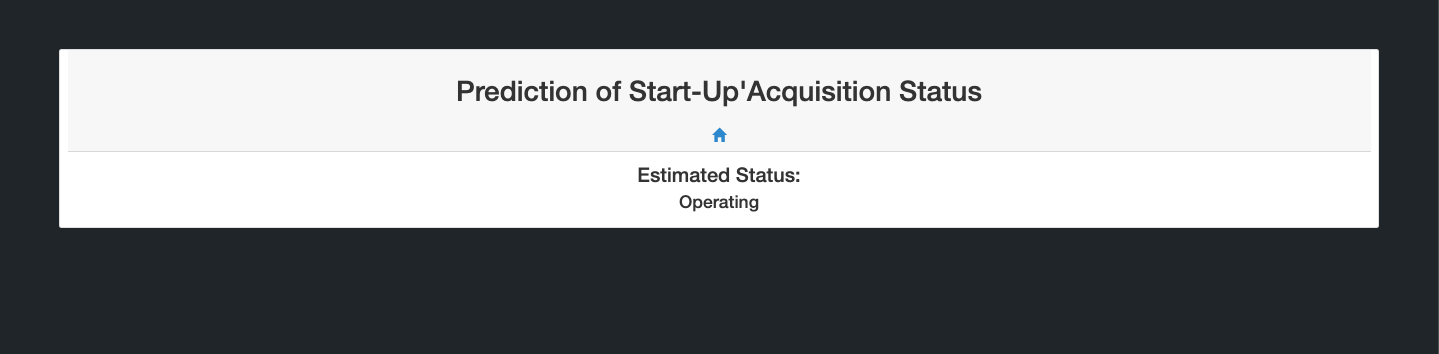 Prediction of Start-Up'Acquisition Status
Estimated Status:
Operating